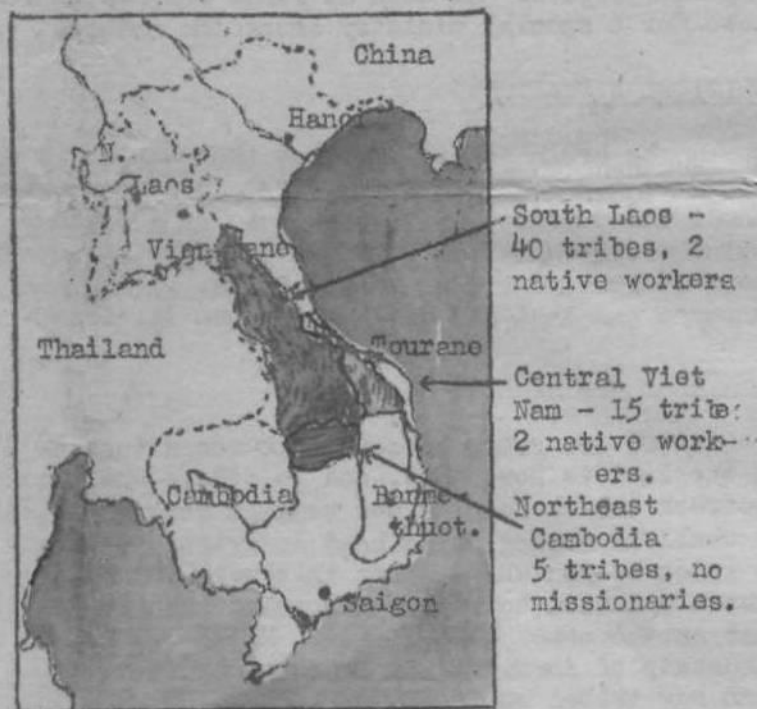 China
Hanoi
N.
Laos
Vientiane
South Laos -
40 tribes, 2
native workers
Thailand
Tourane
Central Viet
Nam - 15 tribe
2 native work-
ers.
Cambodia
Banme -
thuot.
Northeast
Cambodia
5 tribes, no
missionaries.
Saigon